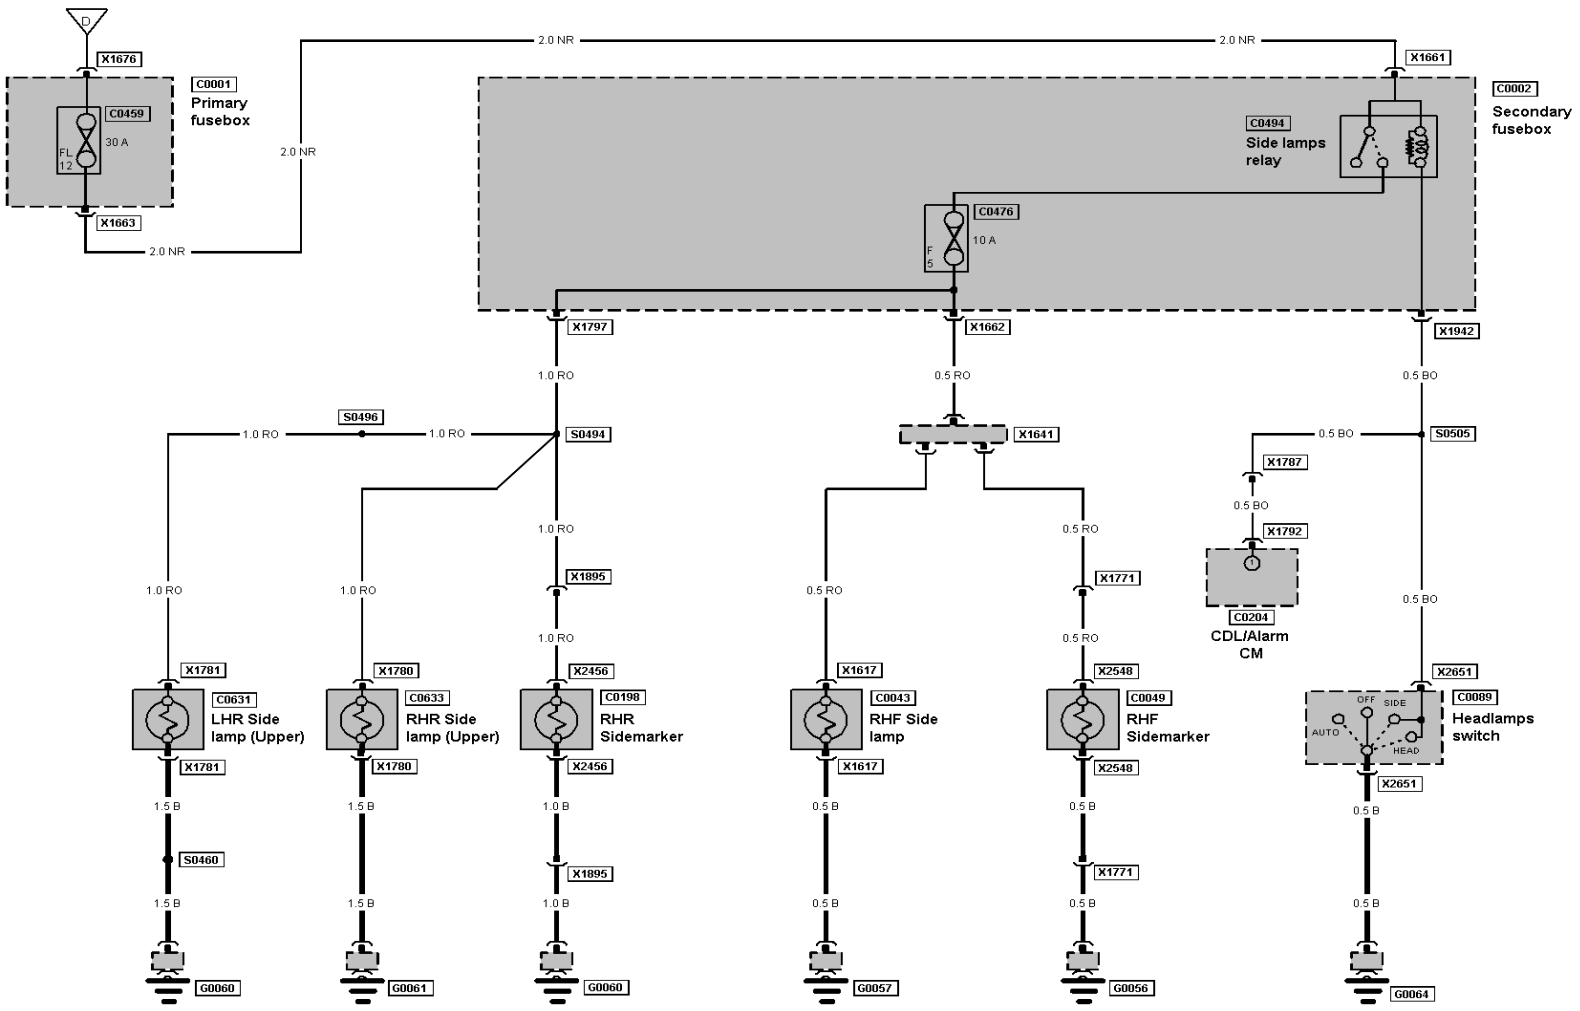 D
X1676
C0001
Primary
fusebox
C0459
30 A
FL
12
X1663
2.0 NR
2.0 NR
2.0 NR
2.0 NR
X1661
C0002
Secondary
fusebox
C0494
Side lamps
relay
C0476
10 A
F
5
X1797
X1662
X1942
1.0 RO
0.5 RO
0.5 BO
S0496
1.0 RO
1.0 RO
S0494
X1641
0.5 BO
S0505
X1787
0.5 BO
X1792
1
C0204
CDL/Alarm
CM
1.0 RO
0.5 RO
X1895
X1771
1.0 RO
1.0 RO
0.5 RO
0.5 BO
1.0 RO
0.5 RO
X1781
X1780
X2456
X1617
X2548
X2651
C0631
LHR Side
lamp (Upper)
C0633
RHR Side
lamp (Upper)
C0198
RHR
Sidemarker
C0043
RHF Side
lamp
C0049
RHF
Sidemarker
C0089
Headlamps
switch
OFF
SIDE
AUTO
HEAD
X1781
X1780
X2456
X1617
X2548
X2651
1.5 B
1.5 B
1.0 B
0.5 B
0.5 B
0.5 B
S0460
X1895
X1771
1.5 B
1.5 B
1.0 B
0.5 B
0.5 B
0.5 B
G0060
G0061
G0060
G0057
G0056
G0064